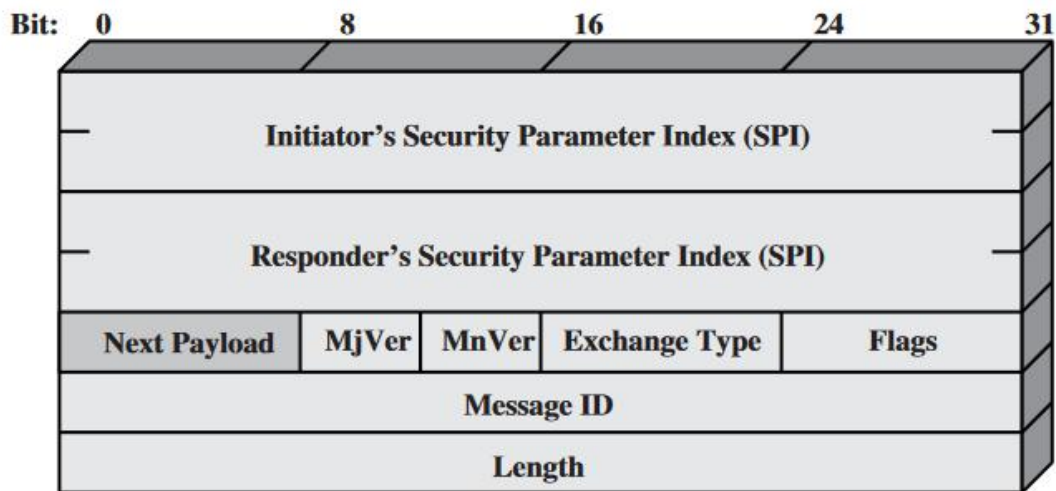 Bit: 0 8 16 24 31
Initiator’s Security Parameter Index (SPI)
Responder’s Security Parameter Index (SPI)
Next Payload MjVer MnVer Exchange Type Flags
Message ID
Length